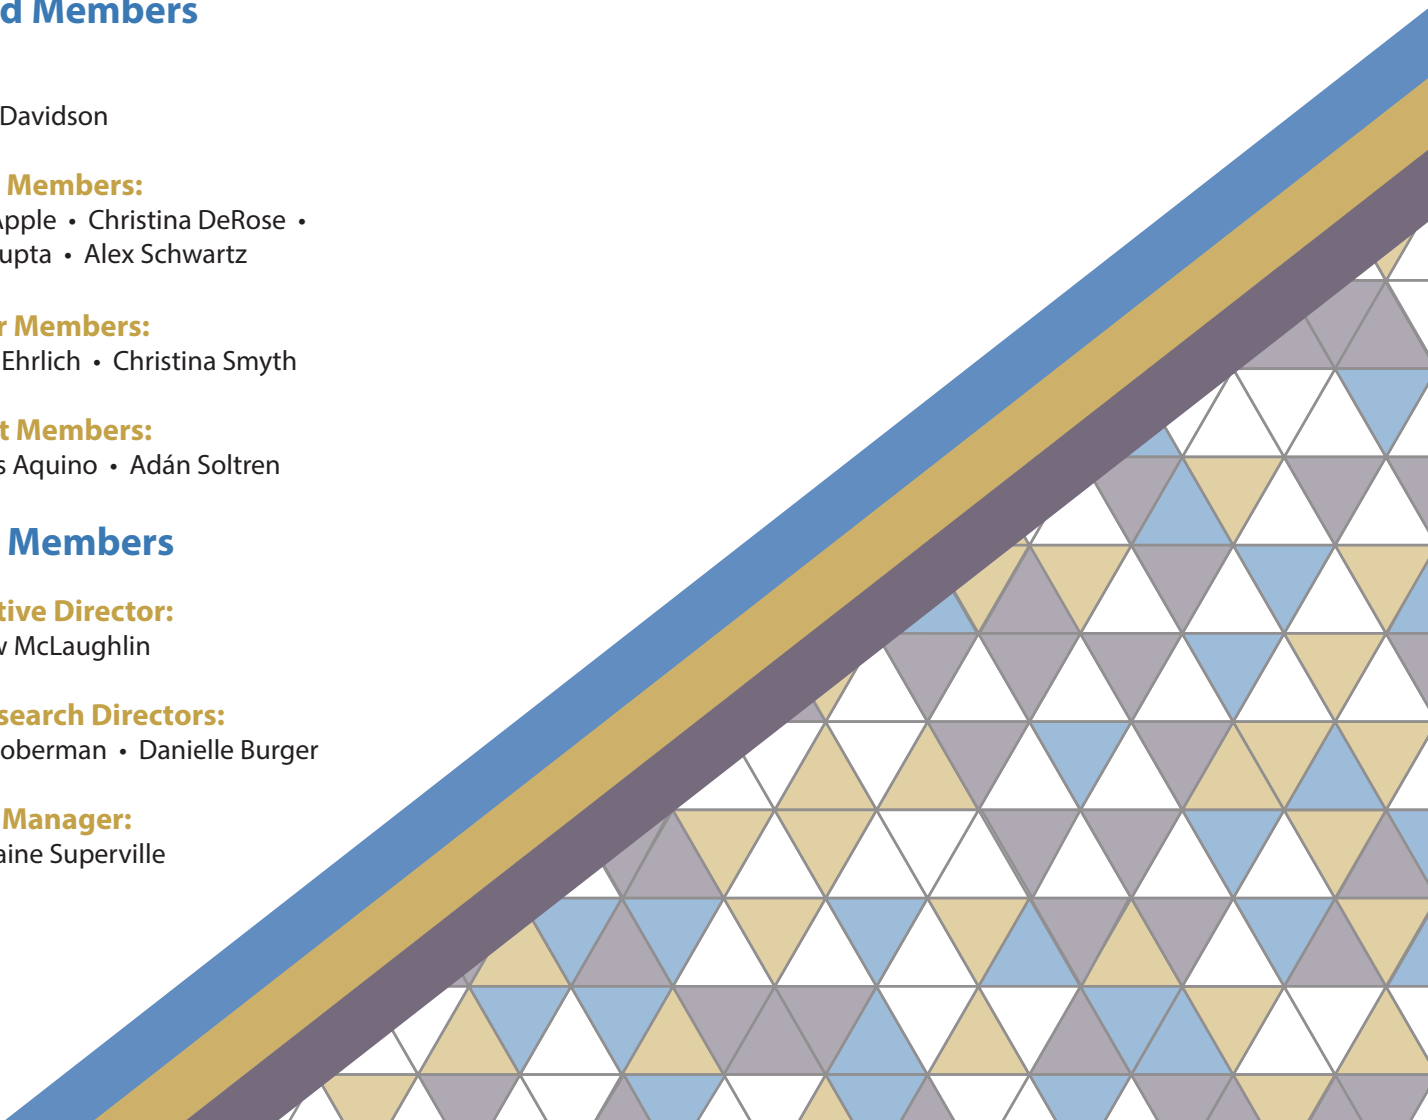 d Members
Davidson
Members:
Apple • Christina DeRose •
upta • Alex Schwartz
r Members:
Ehrlich • Christina Smyth
t Members:
s Aquino • Adán Soltren
Members
tive Director:
w McLaughlin
search Directors:
oberman • Danielle Burger
Manager:
aine Superville